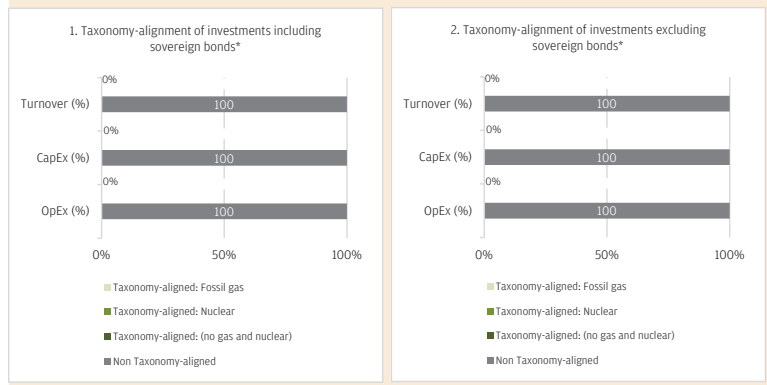 1. Taxonomy-alignment of investments including
sovereign bonds*
0%
Turnover (%)
100
0%
CapEx (%)
100
0%
OpEx (%)
100
0%
50%
100%
Taxonomy-aligned: Fossil gas
Taxonomy-aligned: Nuclear
Taxonomy-aligned: (no gas and nuclear)
Non Taxonomy-aligned
2. Taxonomy-alignment of investments excluding
sovereign bonds*
0%
Turnover (%)
100
0%
CapEx (%)
100
0%
OpEx (%)
100
0%
50%
100%
Taxonomy-aligned: Fossil gas
Taxonomy-aligned: Nuclear
Taxonomy-aligned: (no gas and nuclear)
Non Taxonomy-aligned